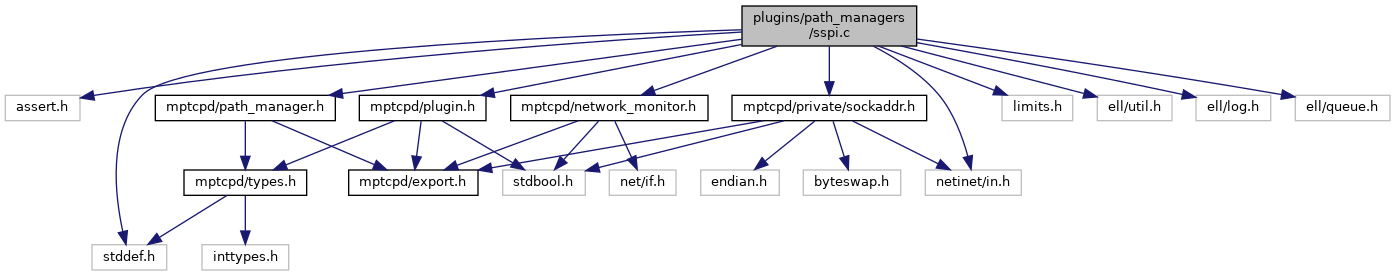 plugins/path_managers
/sspi.c
assert.h
mptcpd/path_manager.h
mptcpd/plugin.h
mptcpd/network_monitor.h
mptcpd/private/sockaddr.h
limits.h
ell/util.h
ell/log.h
ell/queue.h
mptcpd/types.h
mptcpd/export.h
stdbool.h
net/if.h
endian.h
byteswap.h
netinet/in.h
stddef.h
inttypes.h